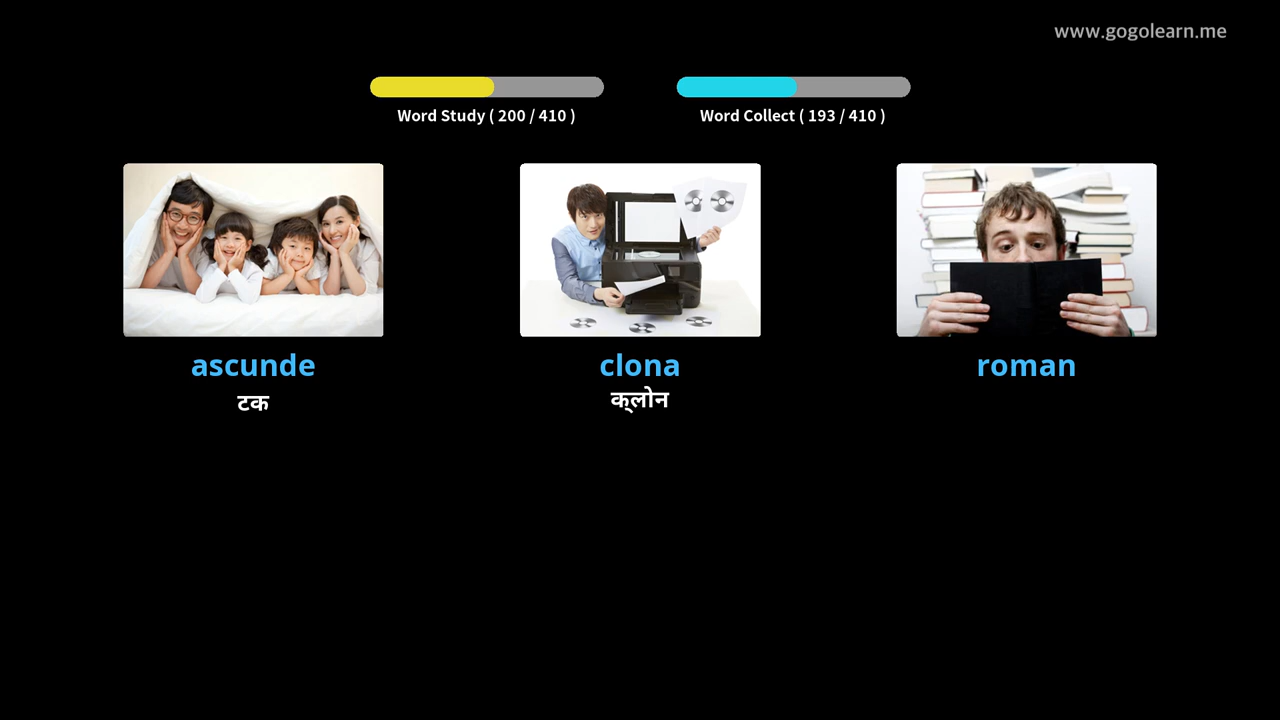 www.gogolearn.me
Word Study ( 200 / 410 )
Word Collect ( 193 / 410 )
ascunde
clona
roman
टक
क्लोन